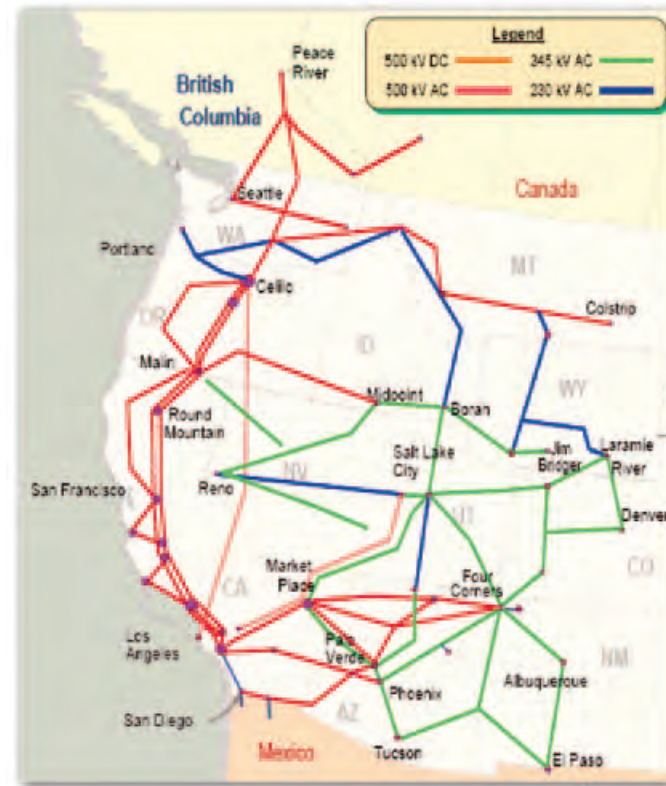 Peace
River
Legend
500 kV DC
345 kV AC
500 kV AC
230 kV AC
British
Columbia
Seattle
Canada
WA
Portland
MT
Celilo
OR
Colstrip
ID
Malin
WY
Midpoint
Round
Mountain
Boran
Salt Lake
City
Jim
Bridger
Laramie
River
NV
San Francisco
Reno
UT
Denver
Market
Place
Four
Corners
CA
CO
Los
Angeles
Palo
Verde
NM
Phoenix
Albuquerque
San Diego
AZ
Mexico
Tucson
El Paso